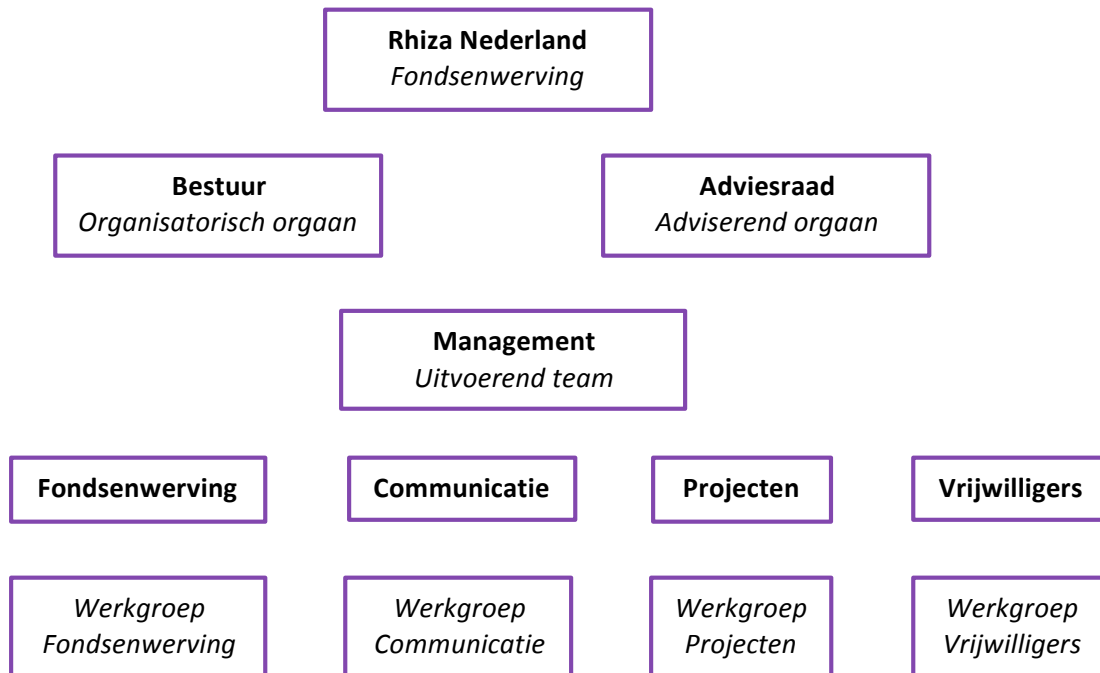 Rhiza Nederland
Fondsenwerving
Bestuur
Organisatorisch orgaan
Adviesraad
Adviserend orgaan
Management
Uitvoerend team
Fondsenwerving
Communicatie
Projecten
Vrijwilligers
Werkgroep
Fondsenwerving
Werkgroep
Communicatie
Werkgroep
Projecten
Werkgroep
Vrijwilligers